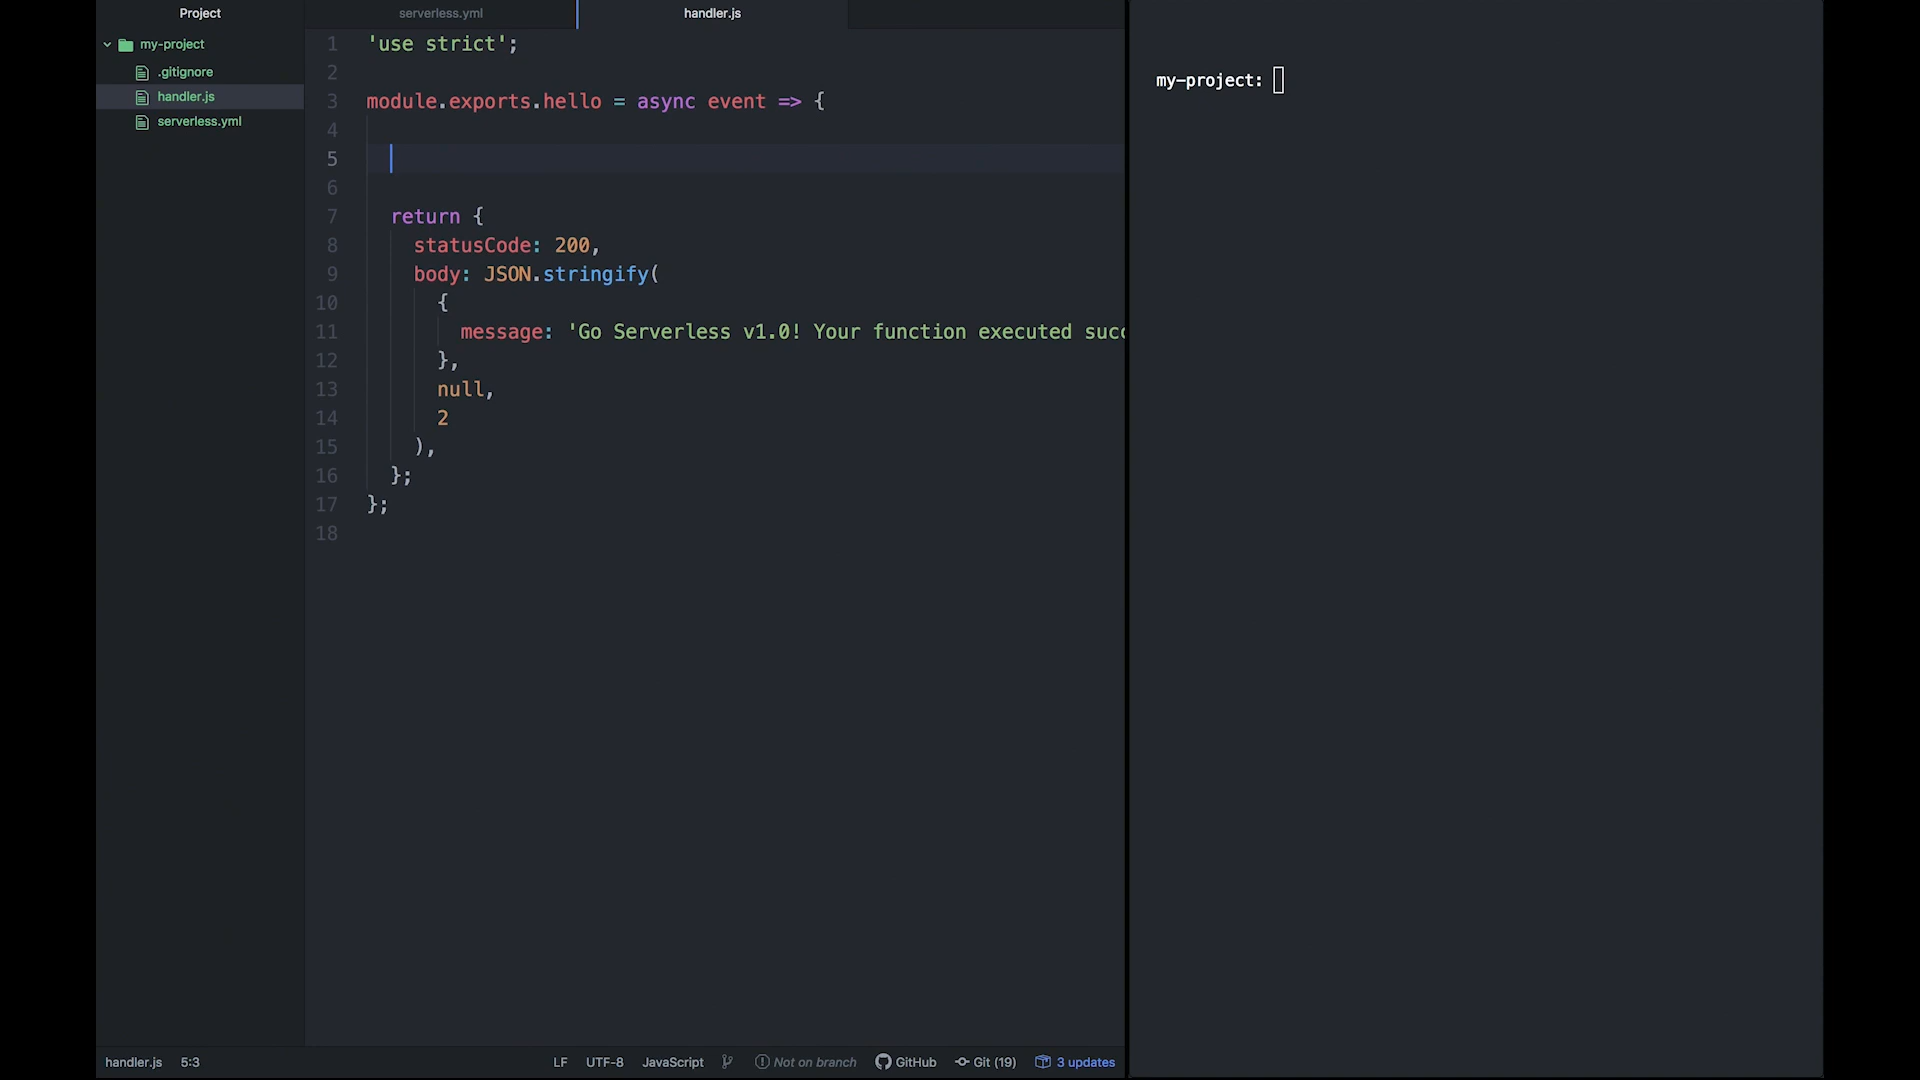 Project
my-project
.gitignore
handler.js
serverless.yml
serverless.yml
handler.js
1 'use strict';
2
3 module.exports.hello = async event => {
4
5
6
7 return {
8 statusCode: 200,
9 body: JSON.stringify(
10 {
11 message: 'Go Serverless v1.0! Your function executed succ
12 },
13 null,
14 2
15 ),
16 };
17 };
18
my-project:
handler.js 5:3 LF UTF-8 JavaScript Not on branch GitHub Git (19) 3 updates